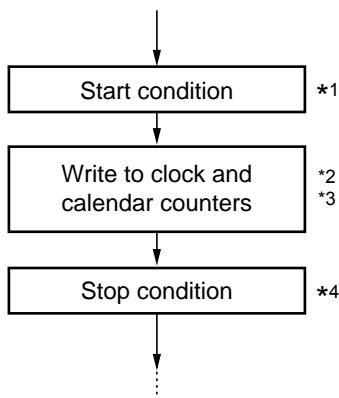 Start condition *1
Write to clock and *2
calendar counters *3
Stop condition *4